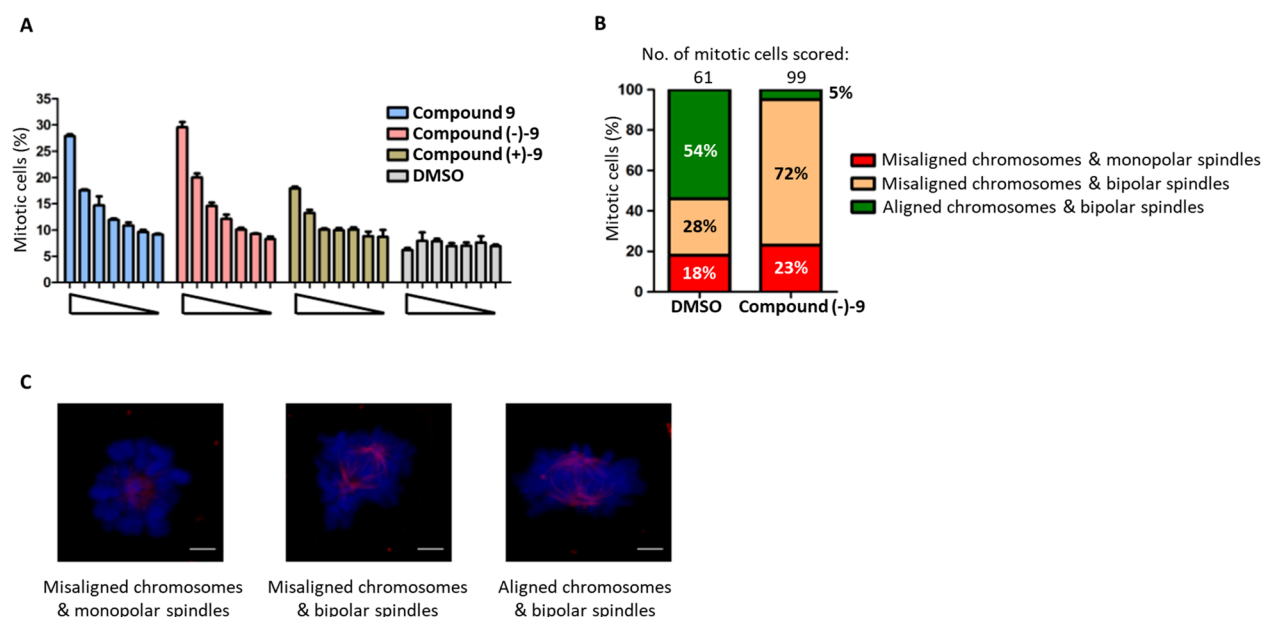 A
Mitotic cells (%)
35
30
25
20
15
10
5
0
Compound 9
Compound (-)-9
Compound (+)-9
DMSO
B
No. of mitotic cells scored:
61 99
Mitotic cells (%)
100
80
60
40
20
0
54%
28%
18%
5%
72%
23%
DMSO Compound (-)-9
Misaligned chromosomes & monopolar spindles
Misaligned chromosomes & bipolar spindles
Aligned chromosomes & bipolar spindles
C
Misaligned chromosomes
& monopolar spindles
Misaligned chromosomes
& bipolar spindles
Aligned chromosomes
& bipolar spindles